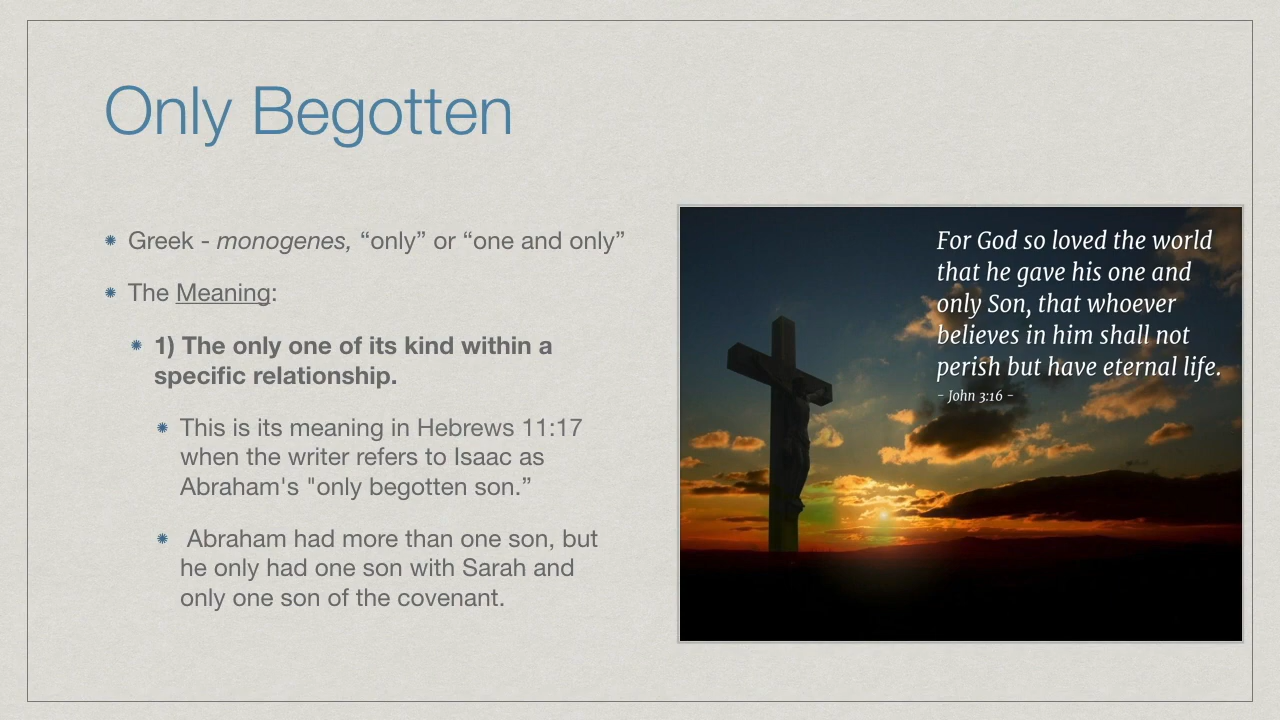 Only Begotten
Greek - monogenes, “only” or “one and only”
The Meaning:
1) The only one of its kind within a
specific relationship.
This is its meaning in Hebrews 11:17
when the writer refers to Isaac as
Abraham's "only begotten son.”
Abraham had more than one son, but
he only had one son with Sarah and
only one son of the covenant.
For God so loved the world
that he gave his one and
only Son, that whoever
believes in him shall not
perish but have eternal life.
~ John 3:16 ~